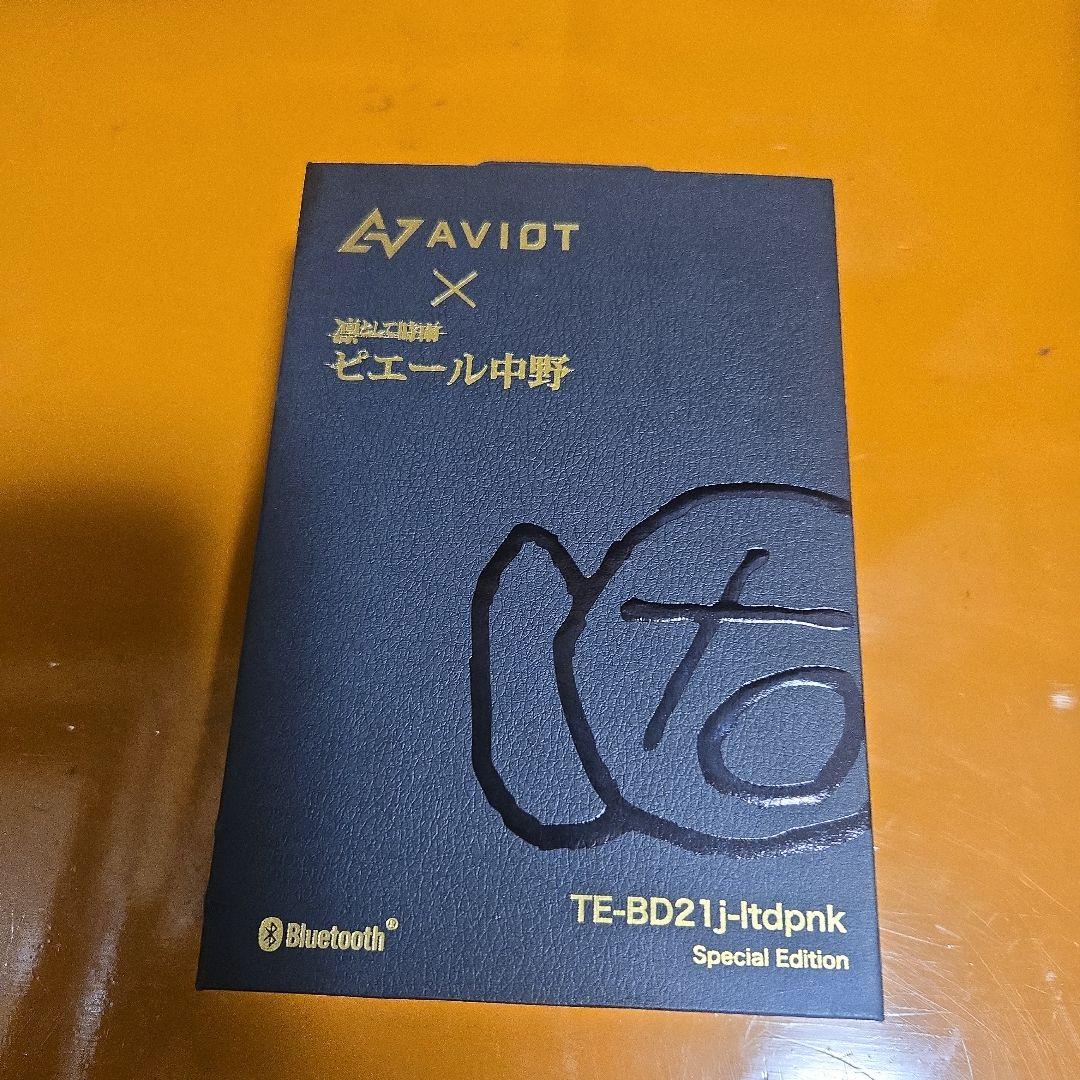 AVIOT
×
凛として時雨
ピエール中野
Bluetooth®
TE-BD21j-ltdpnk
Special Edition